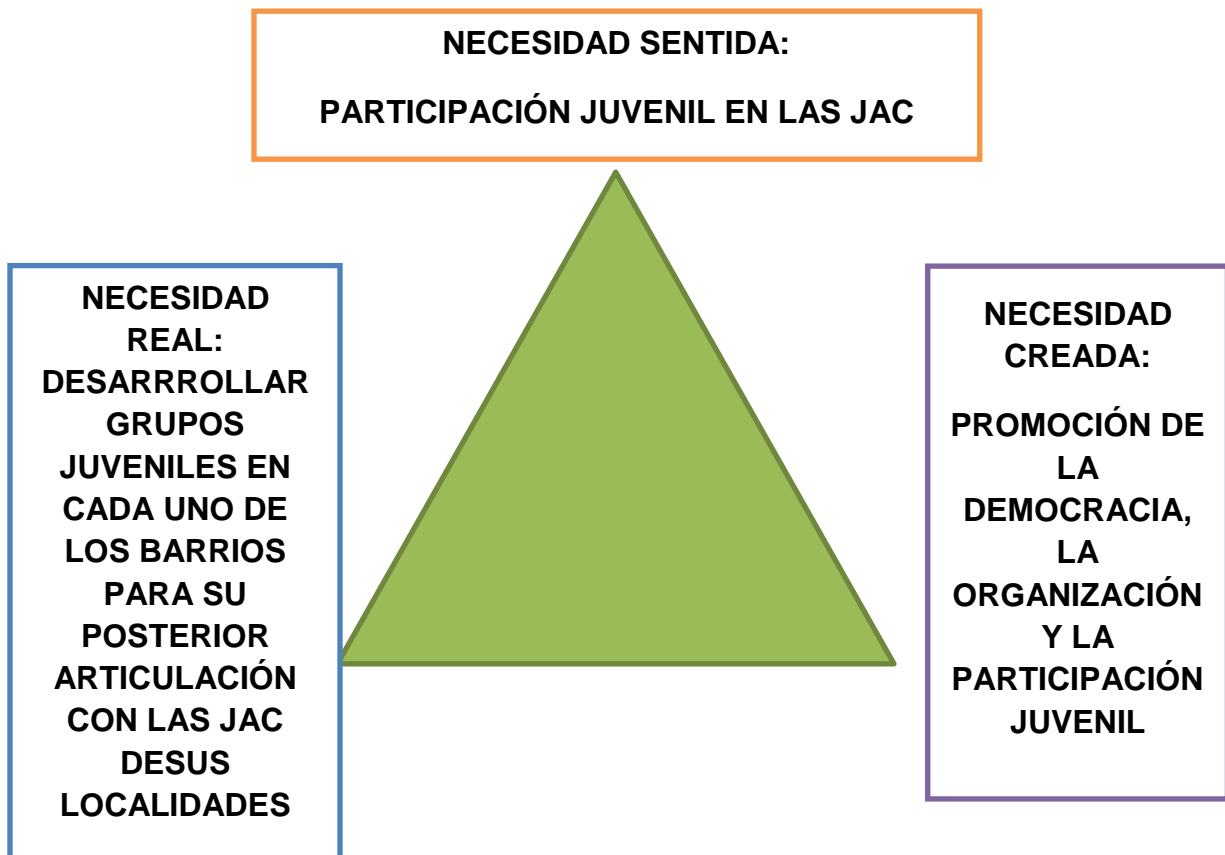 NECESIDAD SENTIDA:
PARTICIPACIÓN JUVENIL EN LAS JAC
NECESIDAD
REAL:
DESARRROLLAR
GRUPOS
JUVENILES EN
CADA UNO DE
LOS BARRIOS
PARA SU
POSTERIOR
ARTICULACIÓN
CON LAS JAC
DESUS
LOCALIDADES
NECESIDAD
CREADA:
PROMOCIÓN DE
LA
DEMOCRACIA,
LA
ORGANIZACIÓN
Y LA
PARTICIPACIÓN
JUVENIL